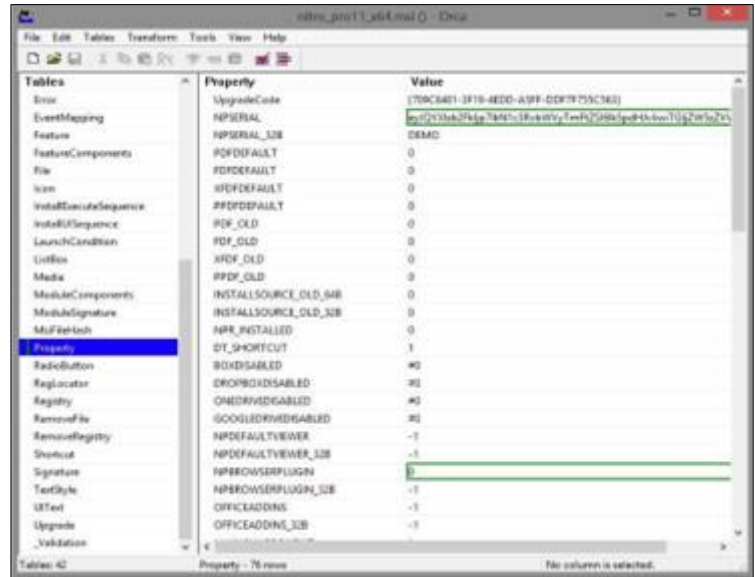 nitro_pro11_x64.msi () - Orca
File Edit Tables Transform Tools View Help
Tables Property Value
Error UpgradeCode
EventMapping NPSERIAL
Feature NPSERIAL_32B DEMO
FeatureComponents PDFDEFAULT 0
File FDFDEFAULT 0
Icon XFDFDEFAULT 0
InstallExecuteSequence PPDFDEFAULT 0
InstallUISequence PDF_OLD 0
LaunchCondition FDF_OLD 0
ListBox XFDF_OLD 0
Media PPDF_OLD 0
ModuleComponents INSTALLSOURCE_OLD_64B 0
ModuleSignature INSTALLSOURCE_OLD_32B 0
MsiFileHash NPR_INSTALLED 0
Property DT_SHORTCUT 1
RadioButton BOXDISABLED #0
RegLocator DROPBOXDISABLED #0
Registry ONEDRIVEDISABLED #0
RemoveFile GOOGLEDRIVEDISABLED #0
RemoveRegistry NPDEFAULTVIEWER -1
Shortcut NPDEFAULTVIEWER_32B -1
Signature NPBROWSERPLUGIN 0
TextStyle NPBROWSERPLUGIN_32B -1
UIText OFFICEADDINS -1
Upgrade OFFICEADDINS_32B -1
_Validation
Tables: 42 Property - 76 rows No column is selected.